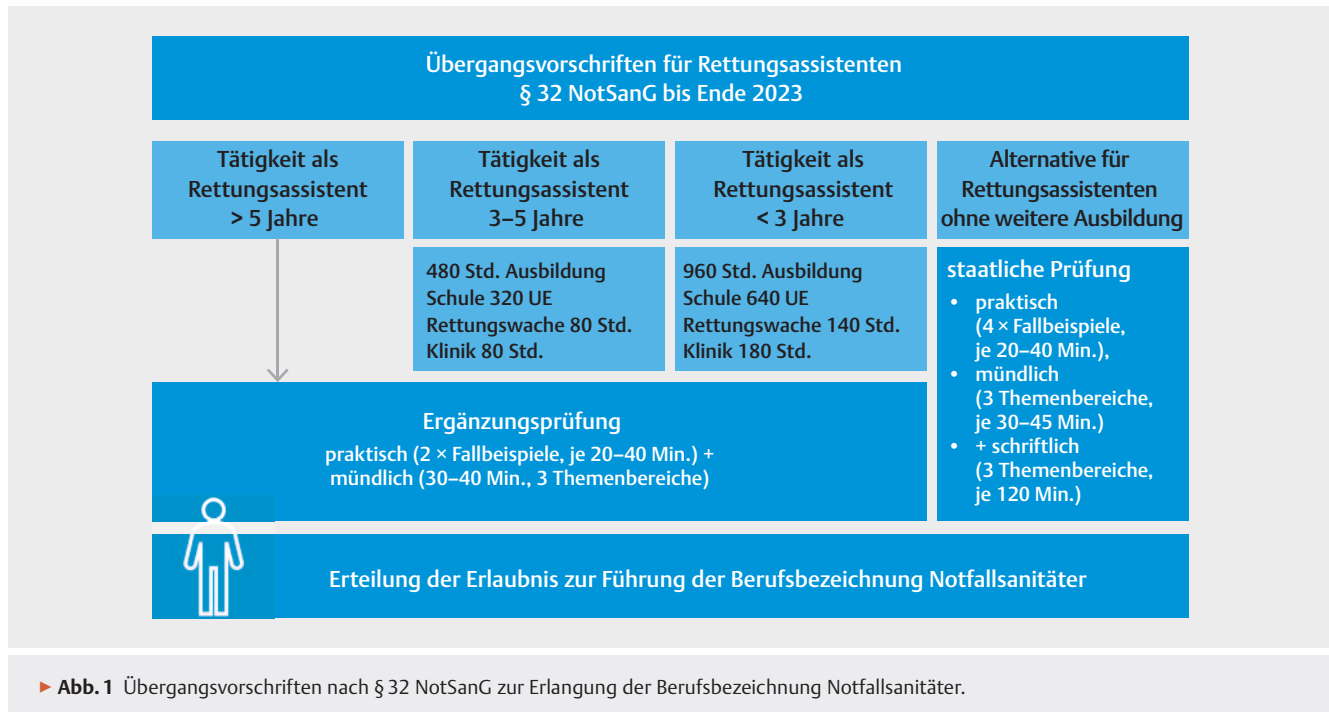 Übergangsvorschriften für Rettungsassistenten
§ 32 NotSanG bis Ende 2023
Tätigkeit als
Rettungsassistent
> 5 Jahre
Tätigkeit als
Rettungsassistent
3–5 Jahre
Tätigkeit als
Rettungsassistent
< 3 Jahre
Alternative für
Rettungsassistenten
ohne weitere Ausbildung
480 Std. Ausbildung
Schule 320 UE
Rettungswache 80 Std.
Klinik 80 Std.
960 Std. Ausbildung
Schule 640 UE
Rettungswache 140 Std.
Klinik 180 Std.
staatliche Prüfung
• praktisch
(4 × Fallbeispiele,
je 20–40 Min.),
• mündlich
(3 Themenbereiche,
je 30–45 Min.)
• + schriftlich
(3 Themenbereiche,
je 120 Min.)
Ergänzungsprüfung
praktisch (2 × Fallbeispiele, je 20–40 Min.) +
mündlich (30–40 Min., 3 Themenbereiche)
Erteilung der Erlaubnis zur Führung der Berufsbezeichnung Notfallsanitäter
▶ Abb. 1 Übergangsvorschriften nach § 32 NotSanG zur Erlangung der Berufsbezeichnung Notfallsanitäter.